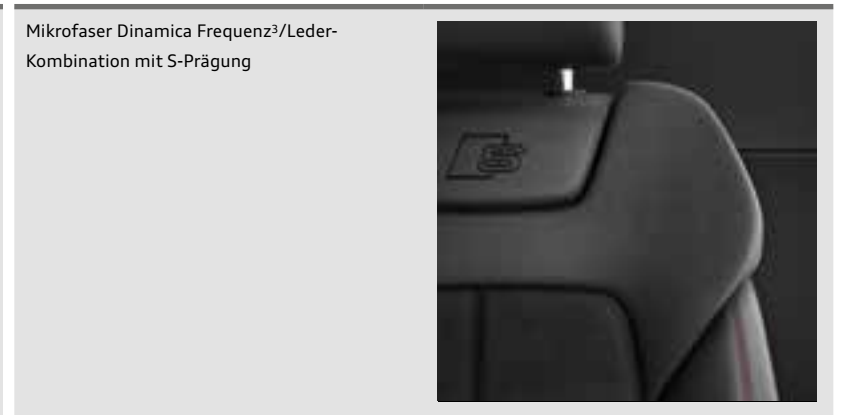 Mikrofaser Dinamica Frequenz³/Leder-
Kombination mit S-Prägung
S